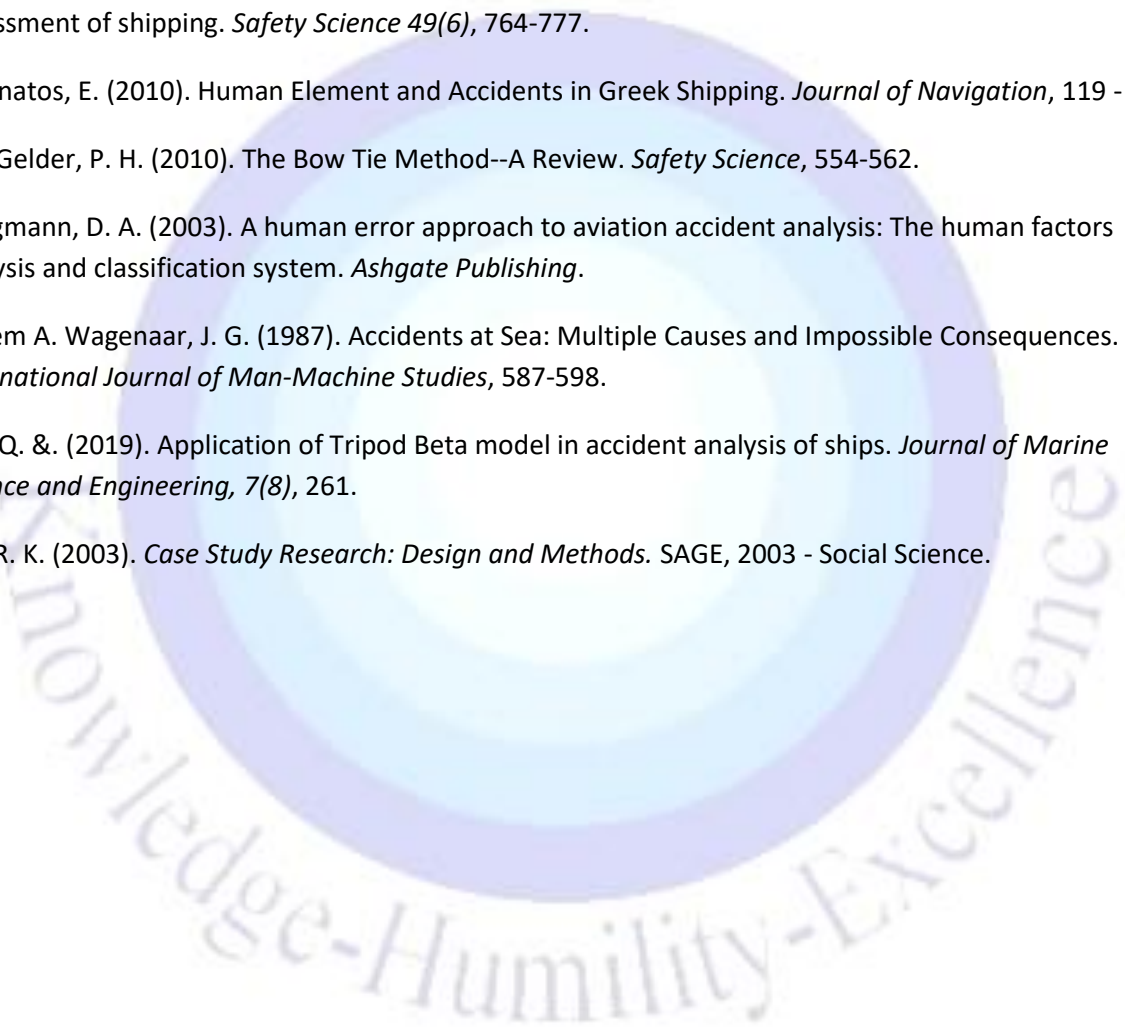 ssment of shipping. Safety Science 49(6), 764-777.
natos, E. (2010). Human Element and Accidents in Greek Shipping. Journal of Navigation, 119 -
Gelder, P. H. (2010). The Bow Tie Method--A Review. Safety Science, 554-562.
gmann, D. A. (2003). A human error approach to aviation accident analysis: The human factors
ysis and classification system. Ashgate Publishing.
em A. Wagenaar, J. G. (1987). Accidents at Sea: Multiple Causes and Impossible Consequences.
national Journal of Man-Machine Studies, 587-598.
Q. &. (2019). Application of Tripod Beta model in accident analysis of ships. Journal of Marine
nce and Engineering, 7(8), 261.
R. K. (2003). Case Study Research: Design and Methods. SAGE, 2003 - Social Science.
Knowledge-Humility-Excellence